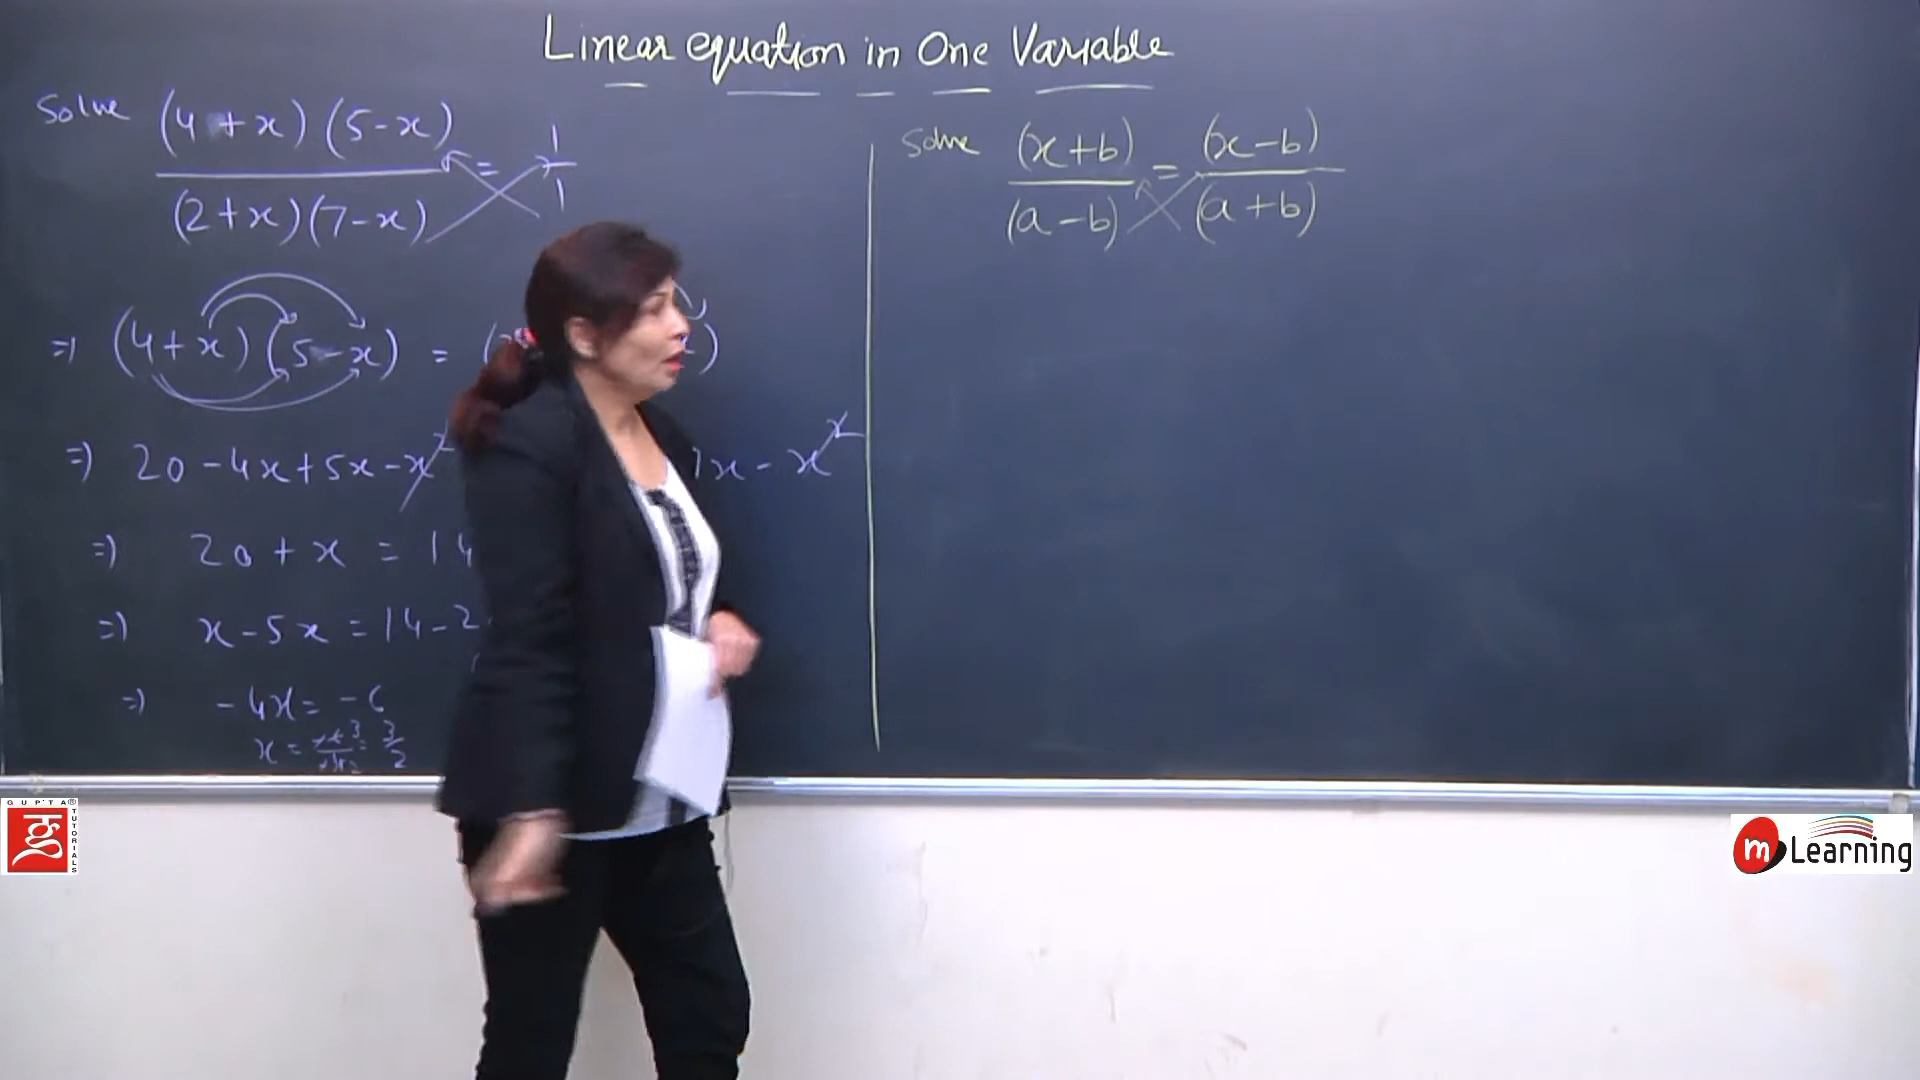 Linear equation in One Variable
Solve (4+x)(5-x)
= 1
(2+x)(7-x) 1
=) (4+x)(5-x) = (
)
=) 20-4x+5x-x² 7x-x²
=) 20+x = 14
=) x-5x = 14-2
=) -4x = -6
x = = 3/2
Solve (x+b) = (x-b)
(a-b) (a+b)
GUPTA®
TUTORIALS
m Learning